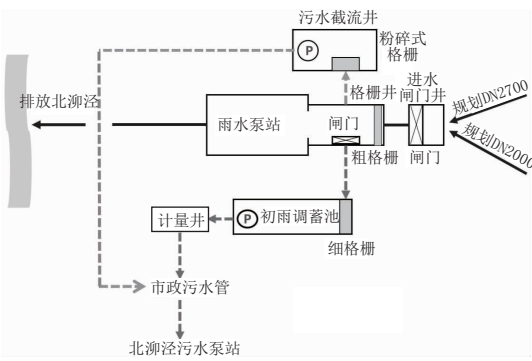 污水截流井
P
粉碎式
格栅
格栅井
进水
闸门井
规划DN2700
排放北泖泾
雨水泵站
闸门
粗格栅
闸门
规划DN2000
计量井
P
初雨调蓄池
细格栅
市政污水管
北泖泾污水泵站